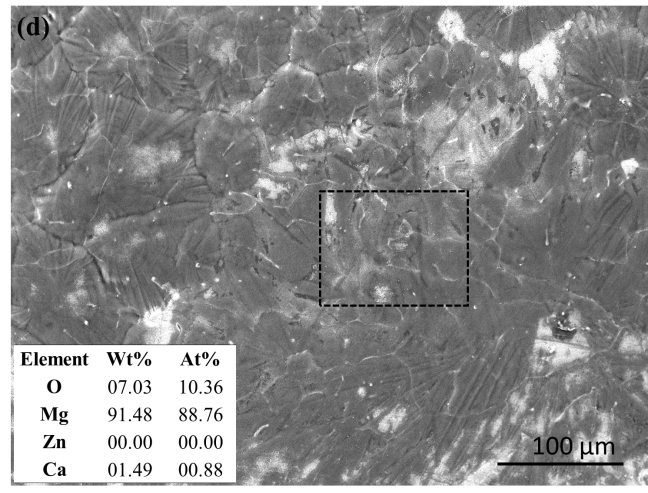 (d)
Element Wt% At%
O 07.03 10.36
Mg 91.48 88.76
Zn 00.00 00.00
Ca 01.49 00.88
100 µm